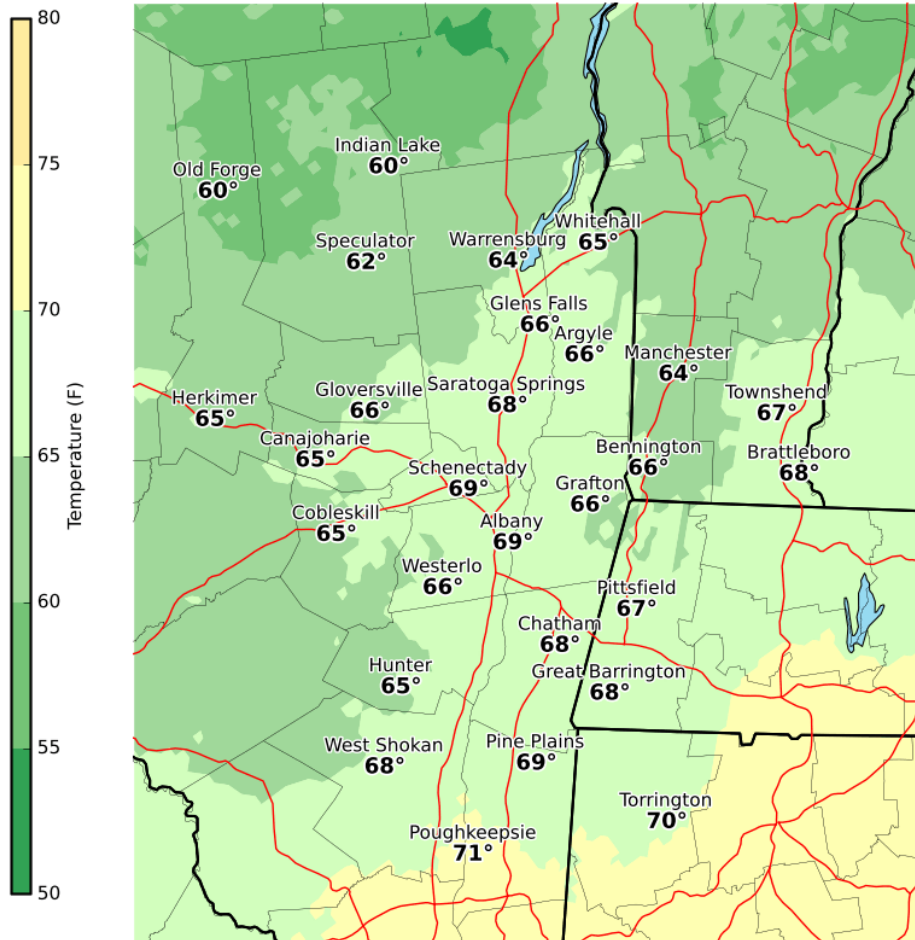 80
75
70
65
60
55
50
Temperature (F)
Indian Lake
60°
Old Forge
60°
Whitehall
65°
Speculator
62°
Warrensburg
64°
Glens Falls
66°
Argyle
66°
Manchester
64°
Gloversville
66°
Saratoga Springs
68°
Townshend
67°
Herkimer
65°
Canajoharie
65°
Bennington
66°
Brattleboro
68°
Schenectady
69°
Grafton
66°
Cobleskill
65°
Albany
69°
Westerlo
66°
Pittsfield
67°
Chatham
68°
Hunter
65°
Great Barrington
68°
West Shokan
68°
Pine Plains
69°
Torrington
70°
Poughkeepsie
71°